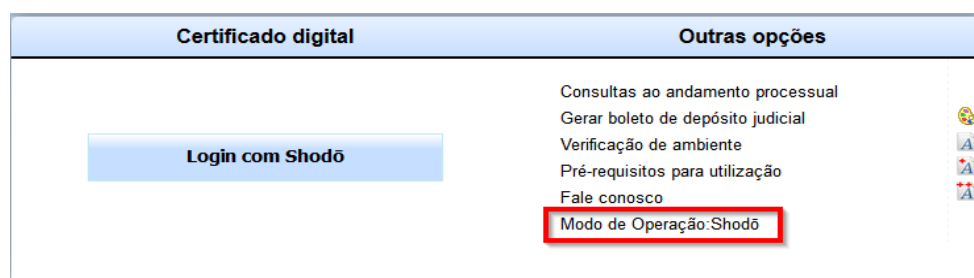 Certificado digital
Outras opções
Login com Shodō
Consultas ao andamento processual
Gerar boleto de depósito judicial
Verificação de ambiente
Pré-requisitos para utilização
Fale conosco
Modo de Operação:Shodō
A
A
A